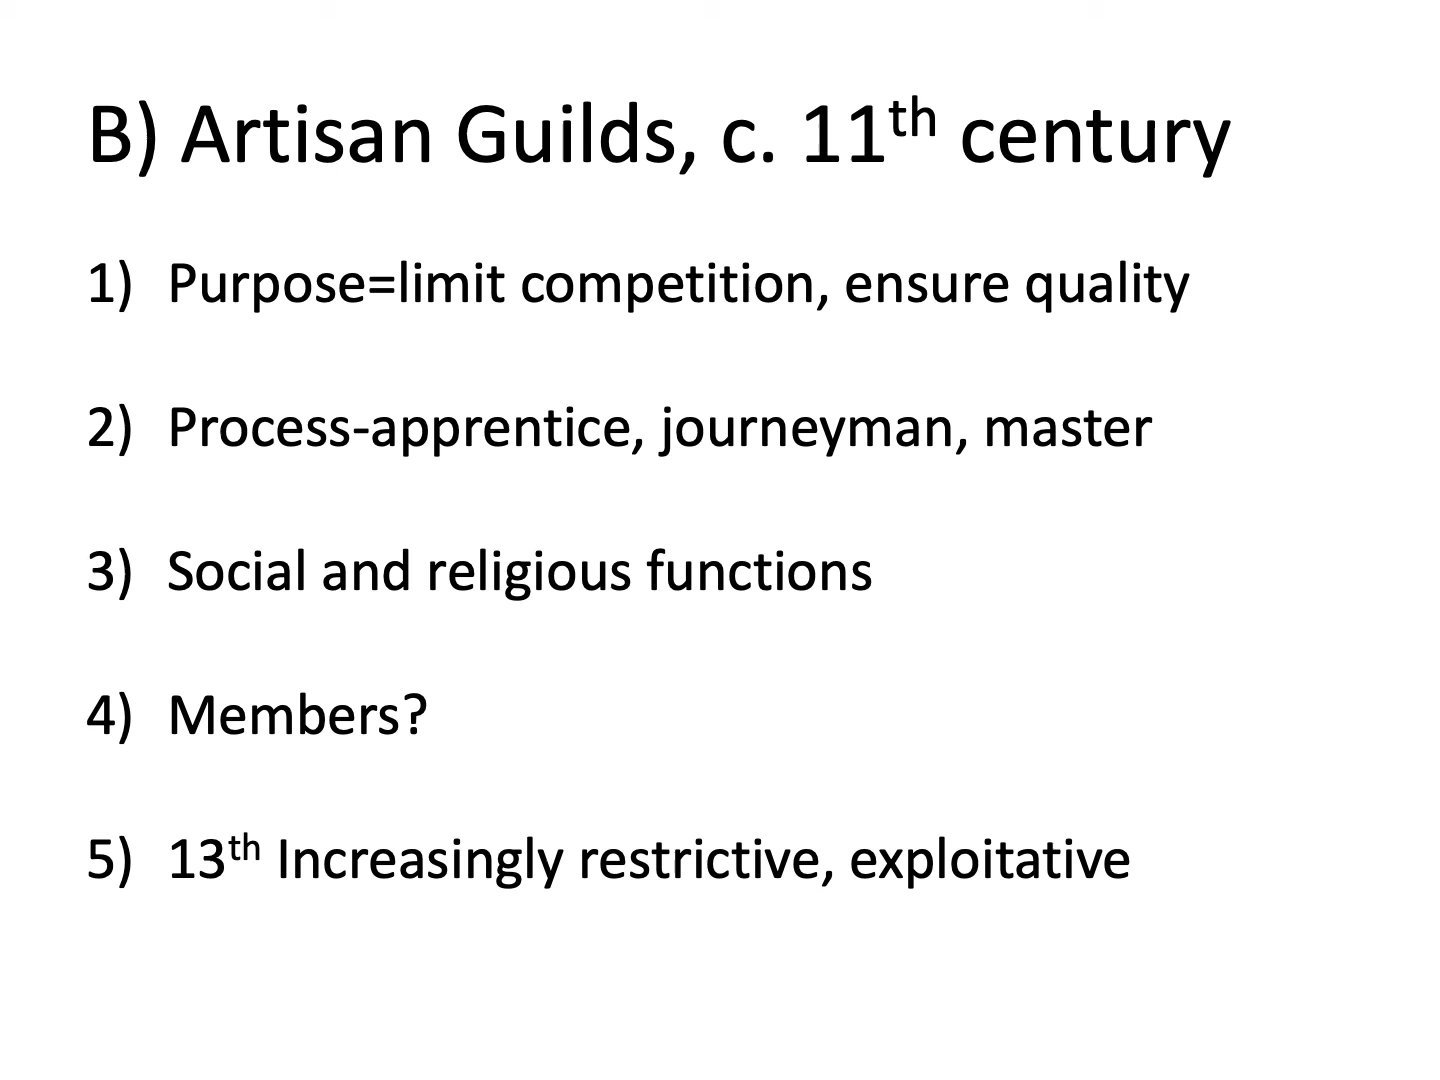 B) Artisan Guilds, c. 11th century
1) Purpose=limit competition, ensure quality
2) Process-apprentice, journeyman, master
3) Social and religious functions
4) Members?
5) 13th Increasingly restrictive, exploitative